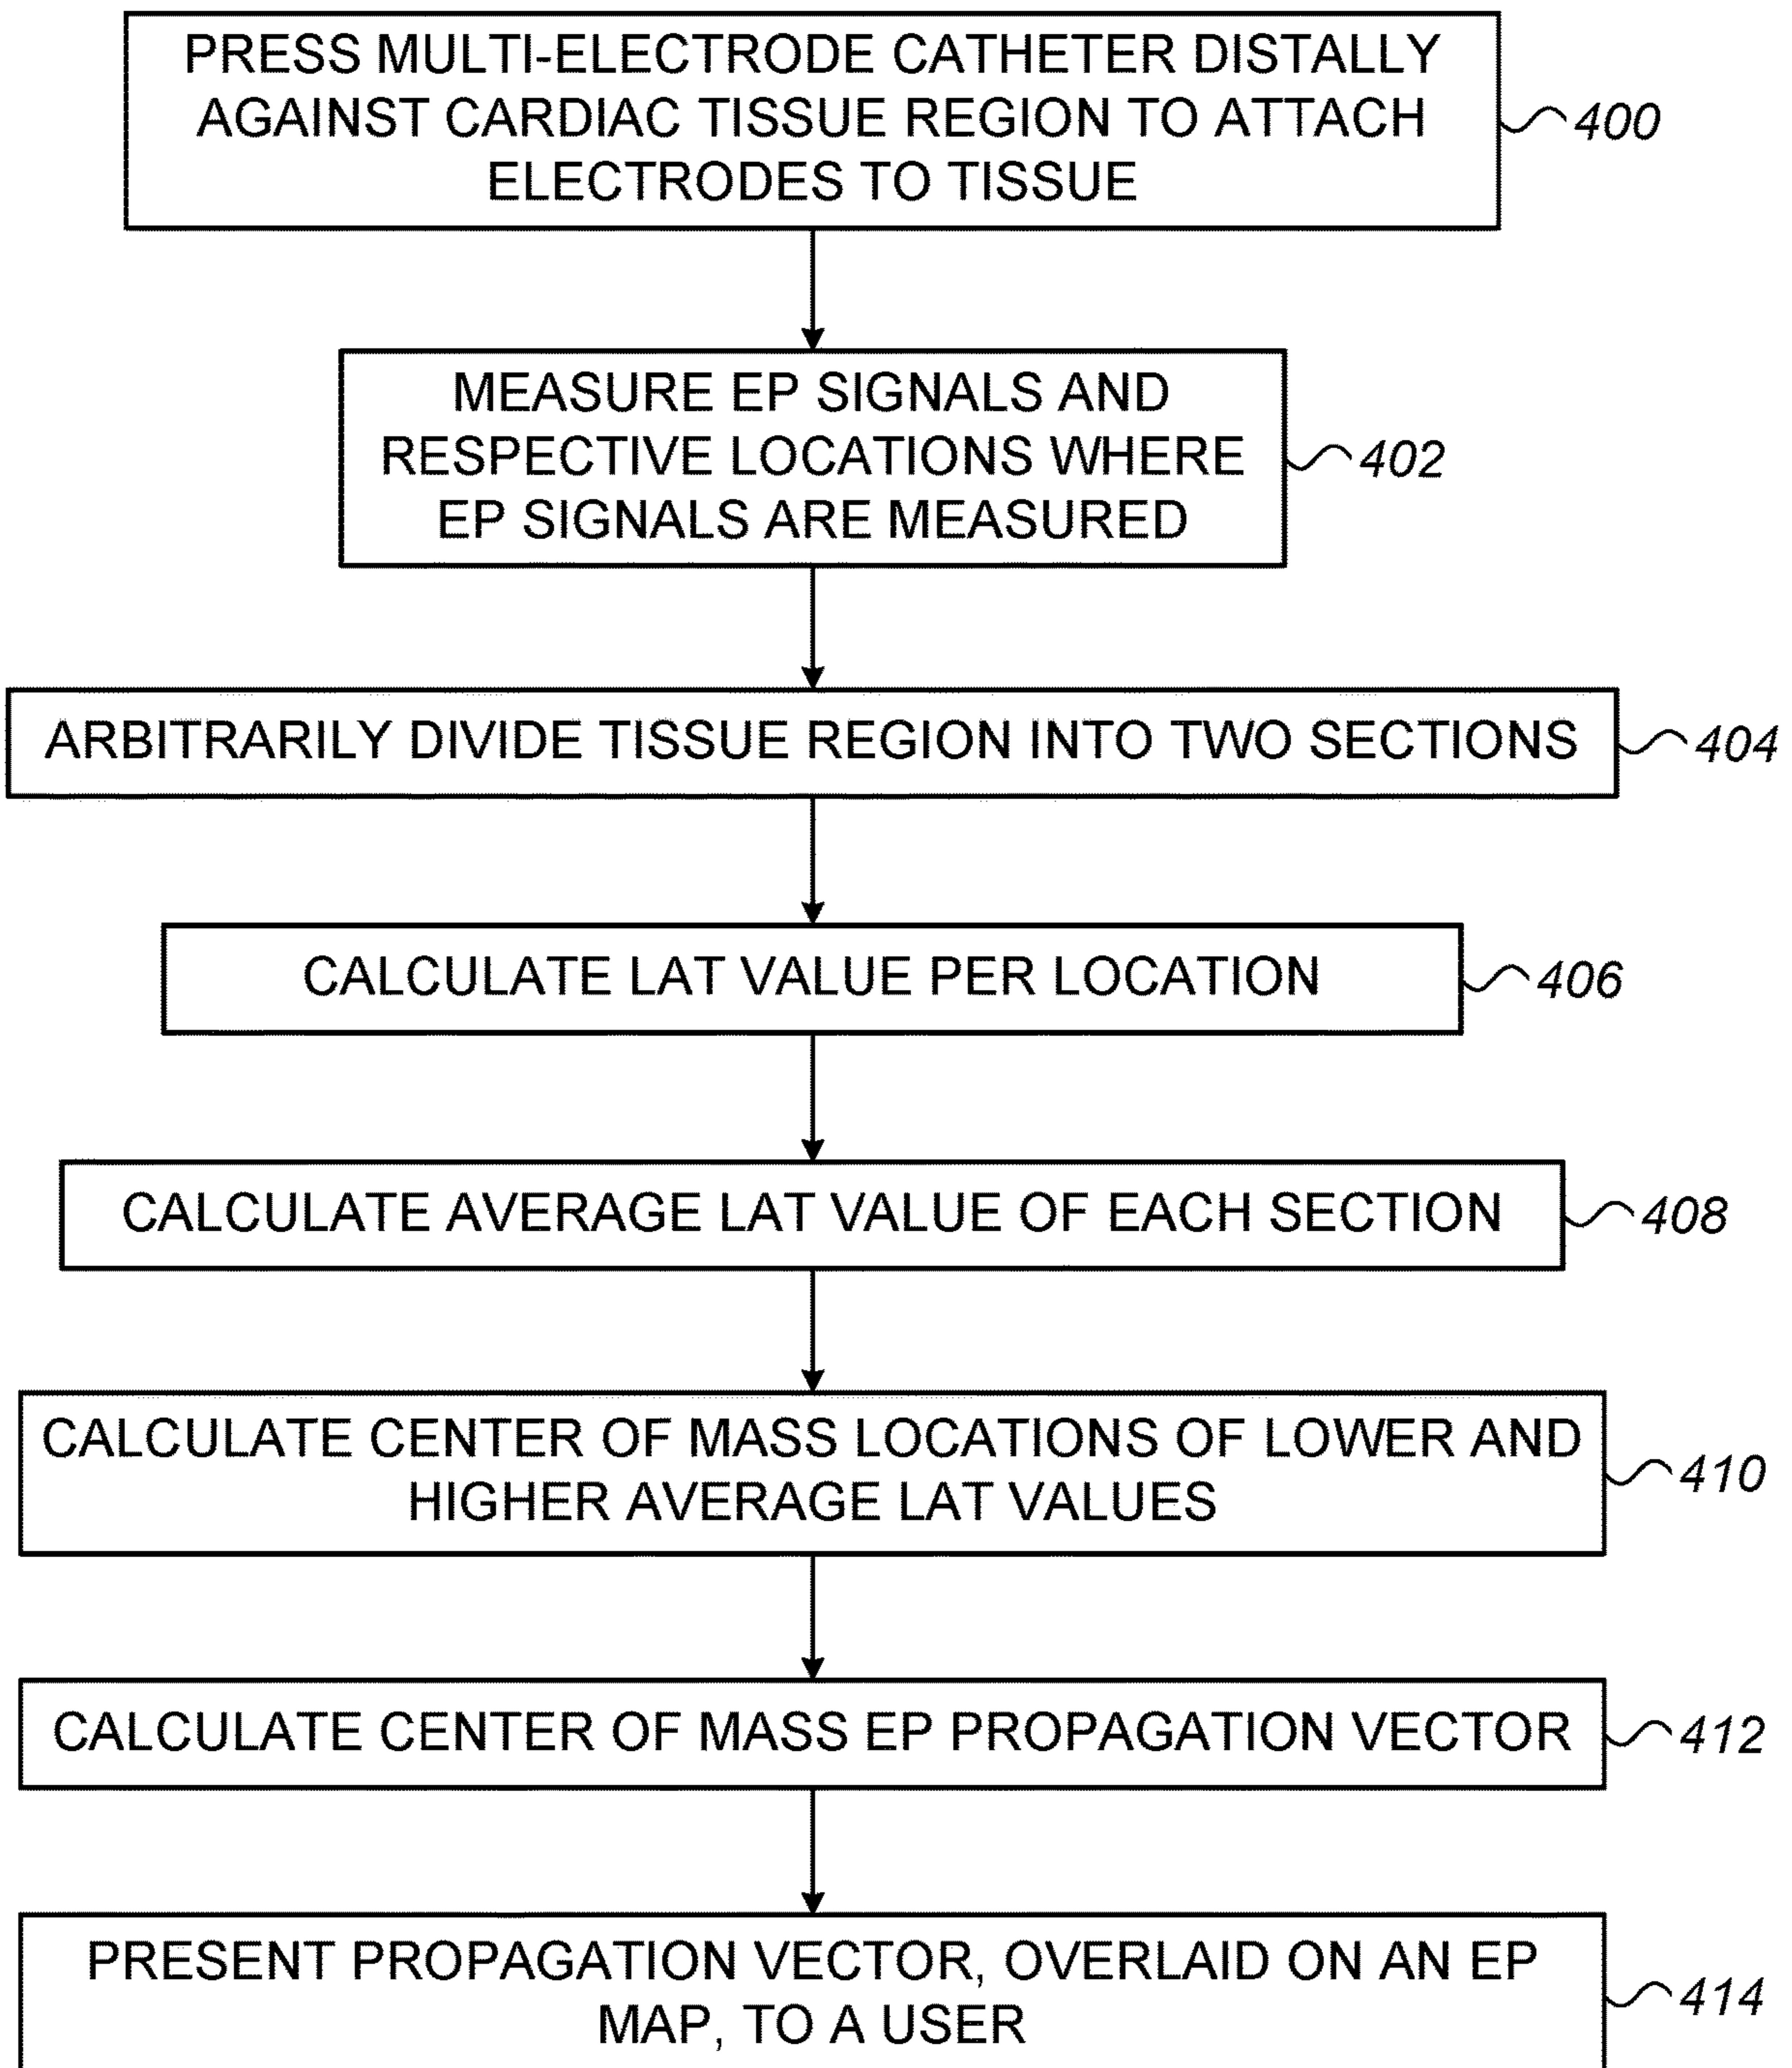 PRESS MULTI-ELECTRODE CATHETER DISTALLY
AGAINST CARDIAC TISSUE REGION TO ATTACH
ELECTRODES TO TISSUE
400
MEASURE EP SIGNALS AND
RESPECTIVE LOCATIONS WHERE
EP SIGNALS ARE MEASURED
402
ARBITRARILY DIVIDE TISSUE REGION INTO TWO SECTIONS
404
CALCULATE LAT VALUE PER LOCATION
406
CALCULATE AVERAGE LAT VALUE OF EACH SECTION
408
CALCULATE CENTER OF MASS LOCATIONS OF LOWER AND
HIGHER AVERAGE LAT VALUES
410
CALCULATE CENTER OF MASS EP PROPAGATION VECTOR
412
PRESENT PROPAGATION VECTOR, OVERLAID ON AN EP
MAP, TO A USER
414